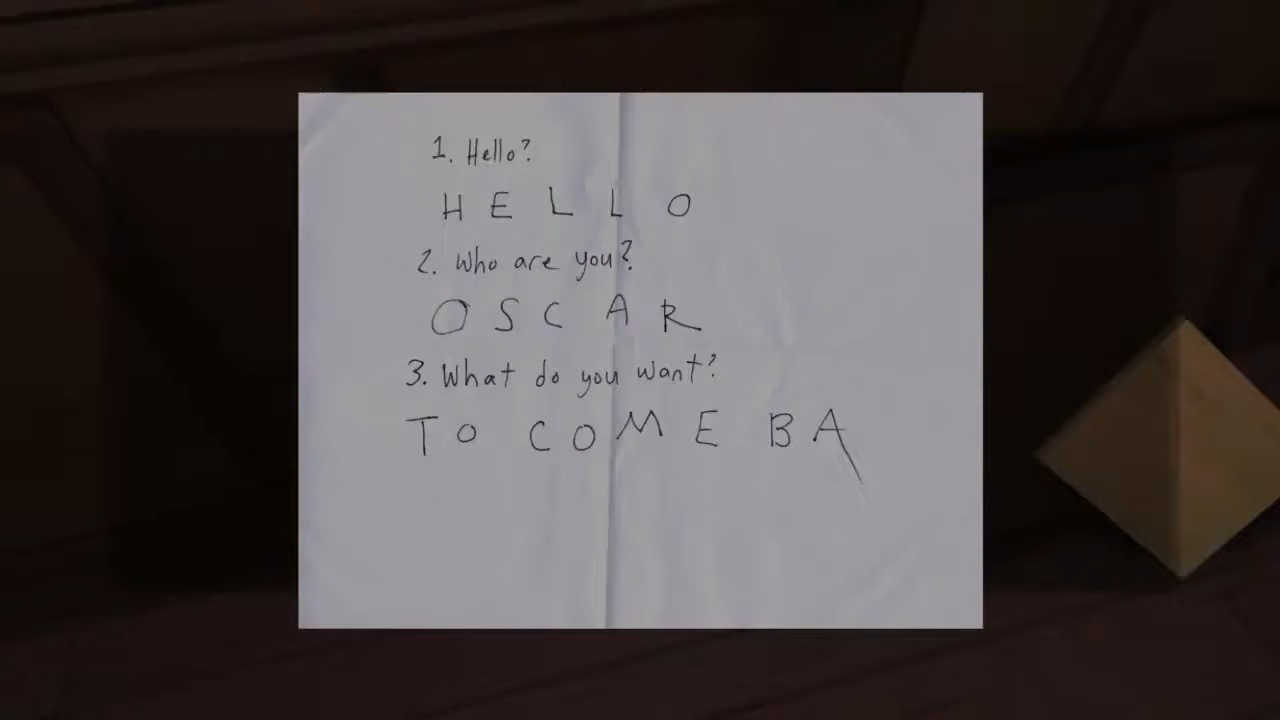 1. Hello?
H E L L O
2. Who are you?
O S C A R
3. What do you want?
T O C O M E B A